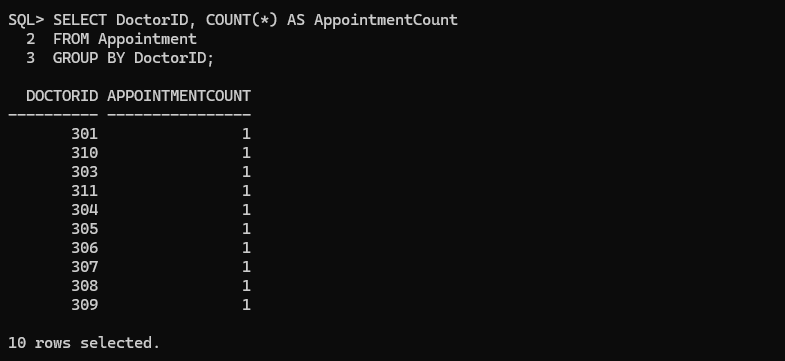 SQL> SELECT DoctorID, COUNT(*) AS AppointmentCount
  2  FROM Appointment
  3  GROUP BY DoctorID;

  DOCTORID APPOINTMENTCOUNT
---------- ----------------
       301                1
       310                1
       303                1
       311                1
       304                1
       305                1
       306                1
       307                1
       308                1
       309                1

10 rows selected.